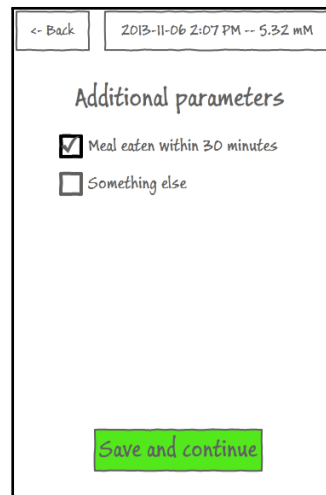 <- Back
2013-11-06 2:07 PM -- 5.32 mM
Additional parameters
Meal eaten within 30 minutes
Something else
Save and continue